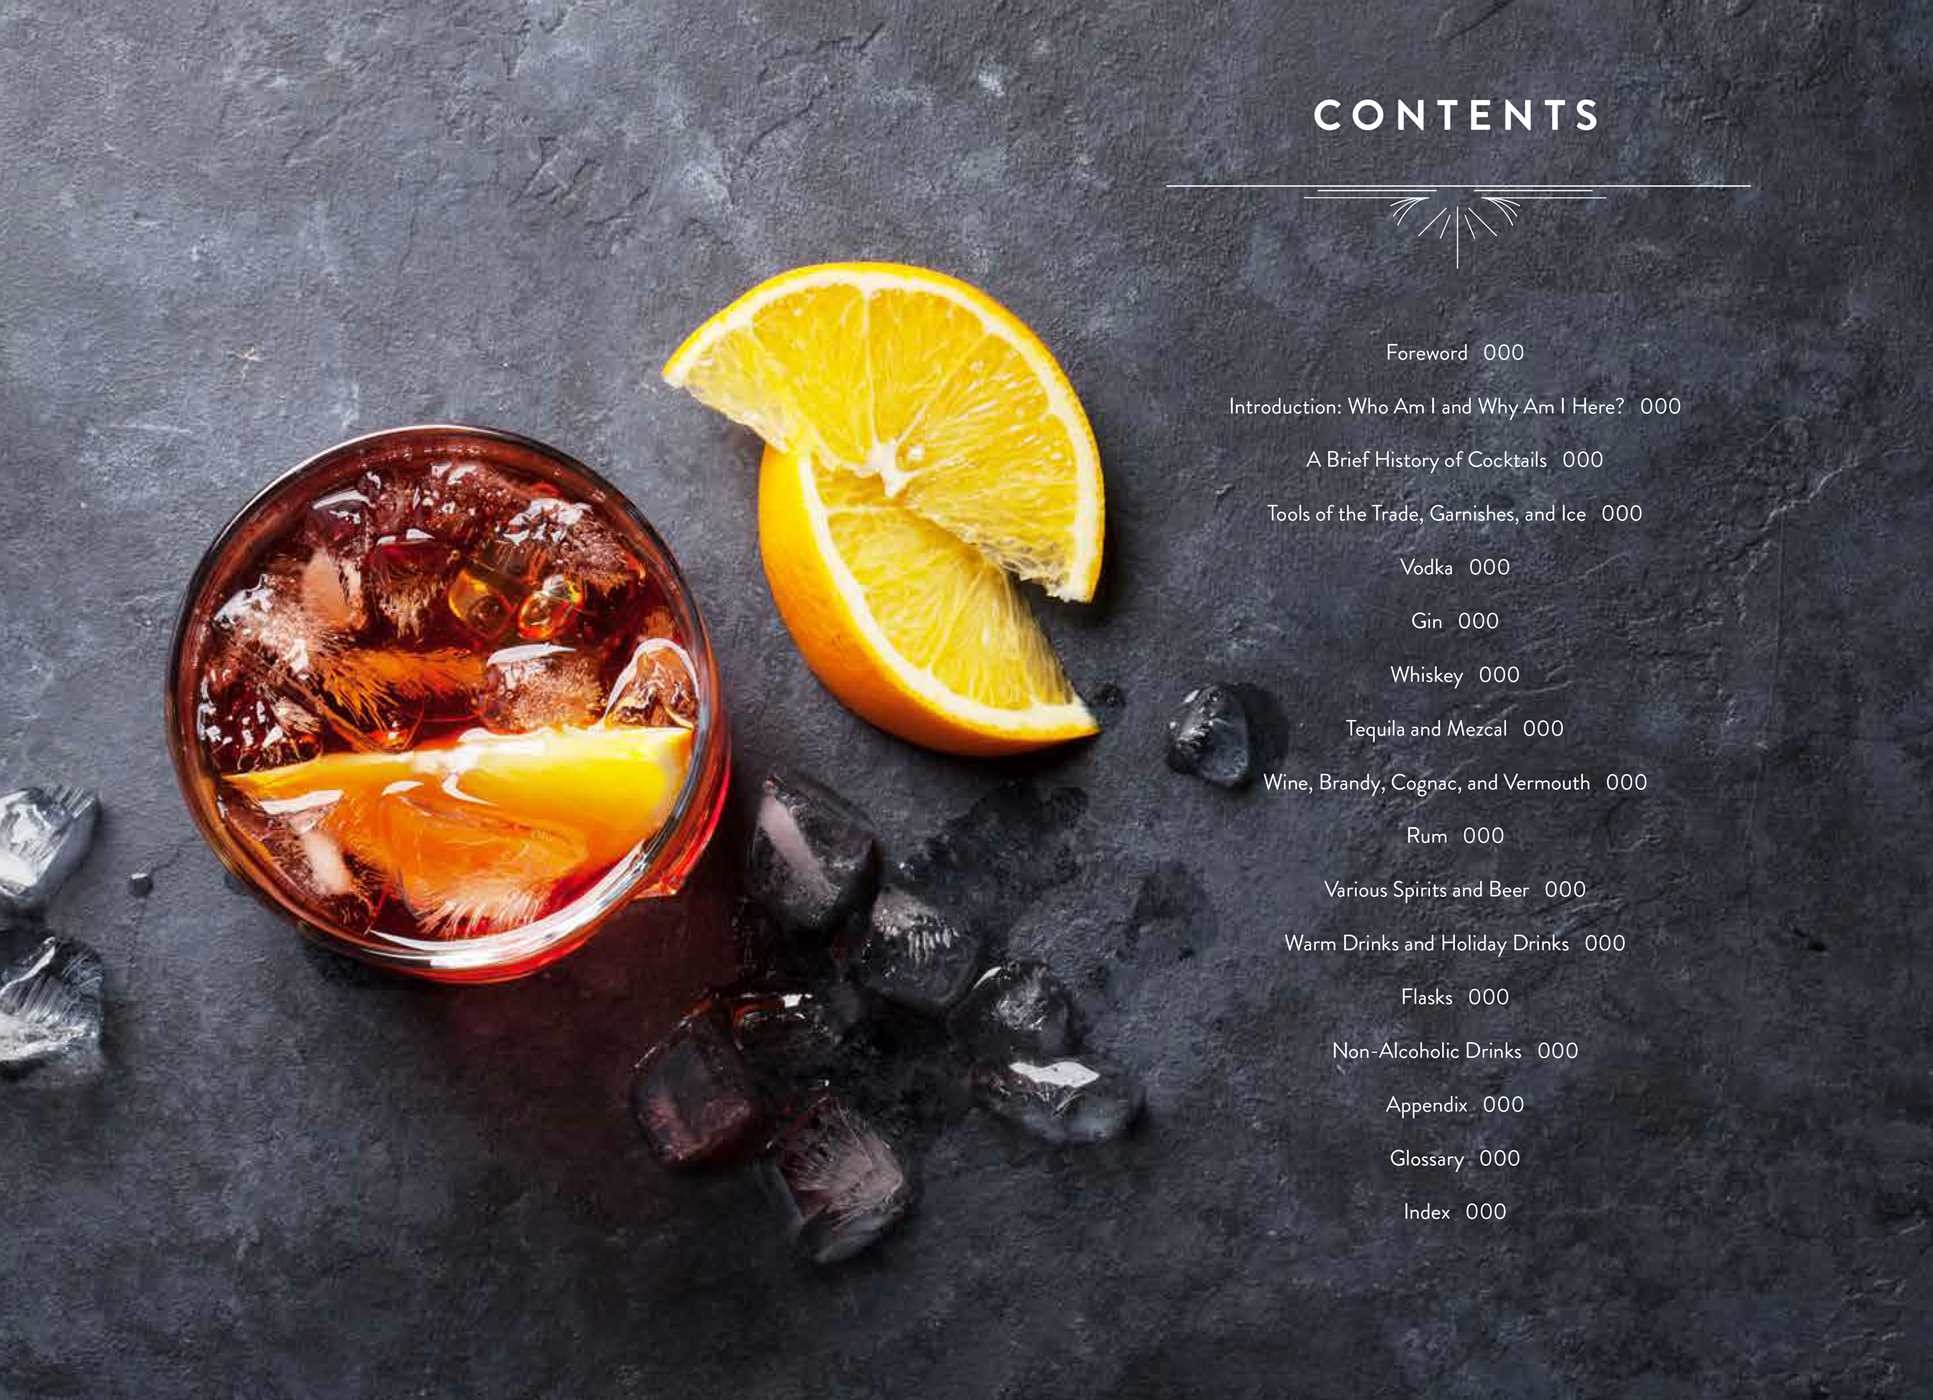 CONTENTS
Foreword 000
Introduction: Who Am I and Why Am I Here? 000
A Brief History of Cocktails 000
Tools of the Trade, Garnishes, and Ice 000
Vodka 000
Gin 000
Whiskey 000
Tequila and Mezcal 000
Wine, Brandy, Cognac, and Vermouth 000
Rum 000
Various Spirits and Beer 000
Warm Drinks and Holiday Drinks 000
Flasks 000
Non-Alcoholic Drinks 000
Appendix 000
Glossary 000
Index 000